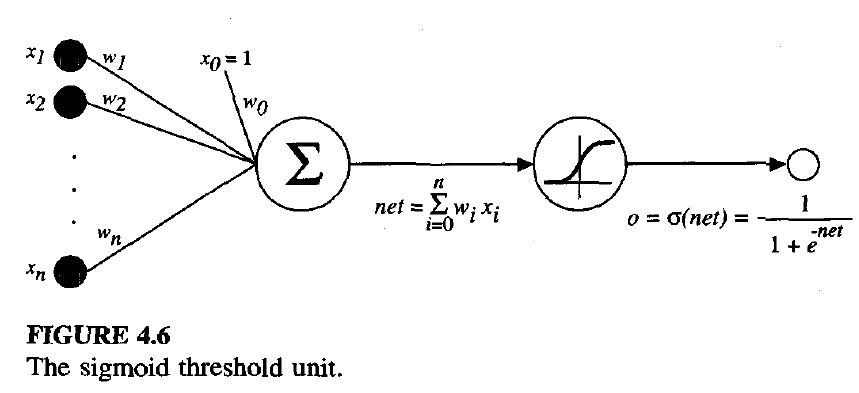 x1 w1 x0 = 1
x2 w2 w0
Σ
n
net = Σ wi xi
i=0
o = σ(net) = 1
1 + e-net
wn
xn
FIGURE 4.6
The sigmoid threshold unit.